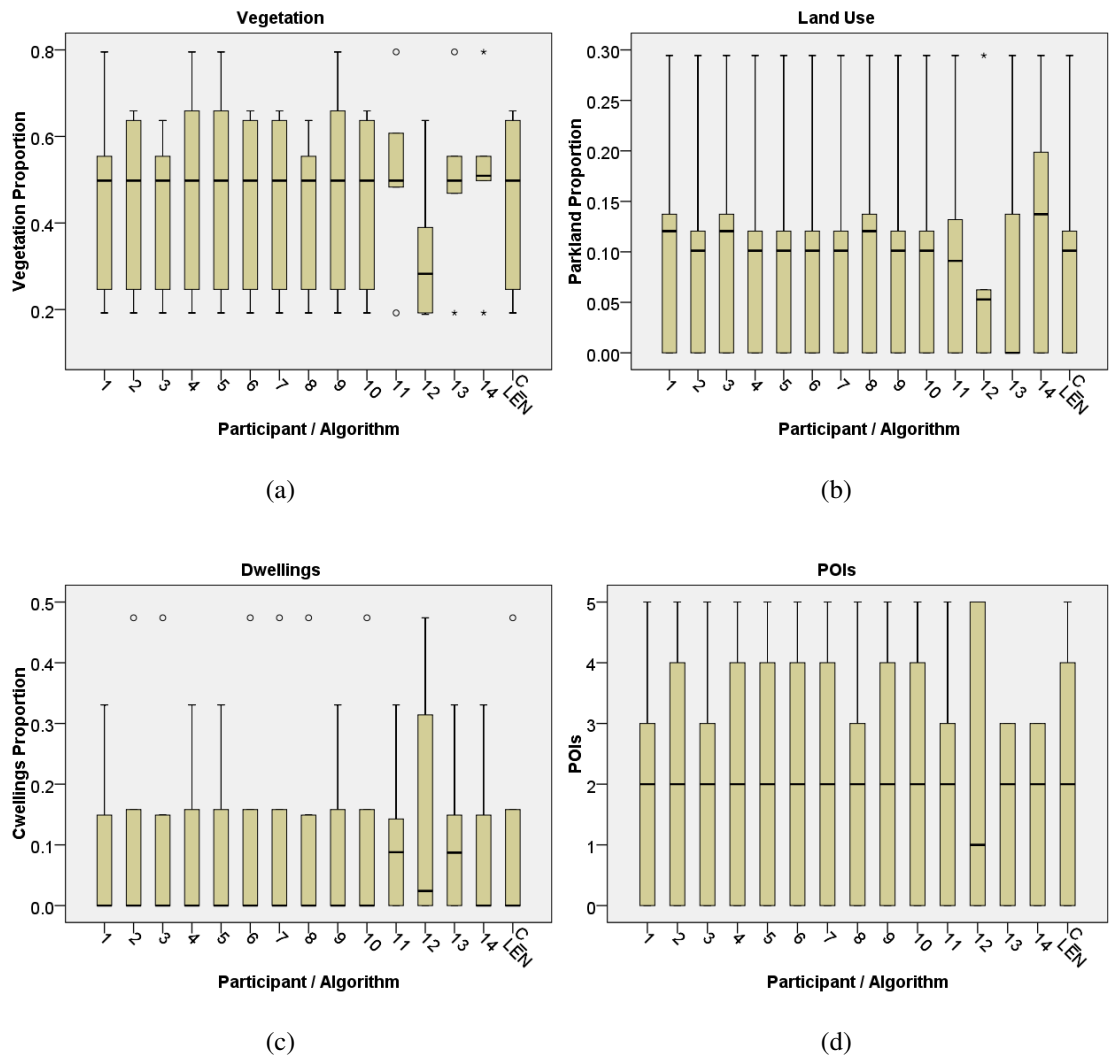 Vegetation
Vegetation Proportion
0.8
0.6
0.4
0.2
1 2 3 4 5 6 7 8 9 10 11 12 13 14 C LEN
Participant / Algorithm
(a)
Land Use
Parkland Proportion
0.30
0.25
0.20
0.15
0.10
0.05
0.00
1 2 3 4 5 6 7 8 9 10 11 12 13 14 C LEN
Participant / Algorithm
(b)
Dwellings
Cwellings Proportion
0.5
0.4
0.3
0.2
0.1
0.0
1 2 3 4 5 6 7 8 9 10 11 12 13 14 C LEN
Participant / Algorithm
(c)
POIs
POIs
5
4
3
2
1
0
1 2 3 4 5 6 7 8 9 10 11 12 13 14 C LEN
Participant / Algorithm
(d)